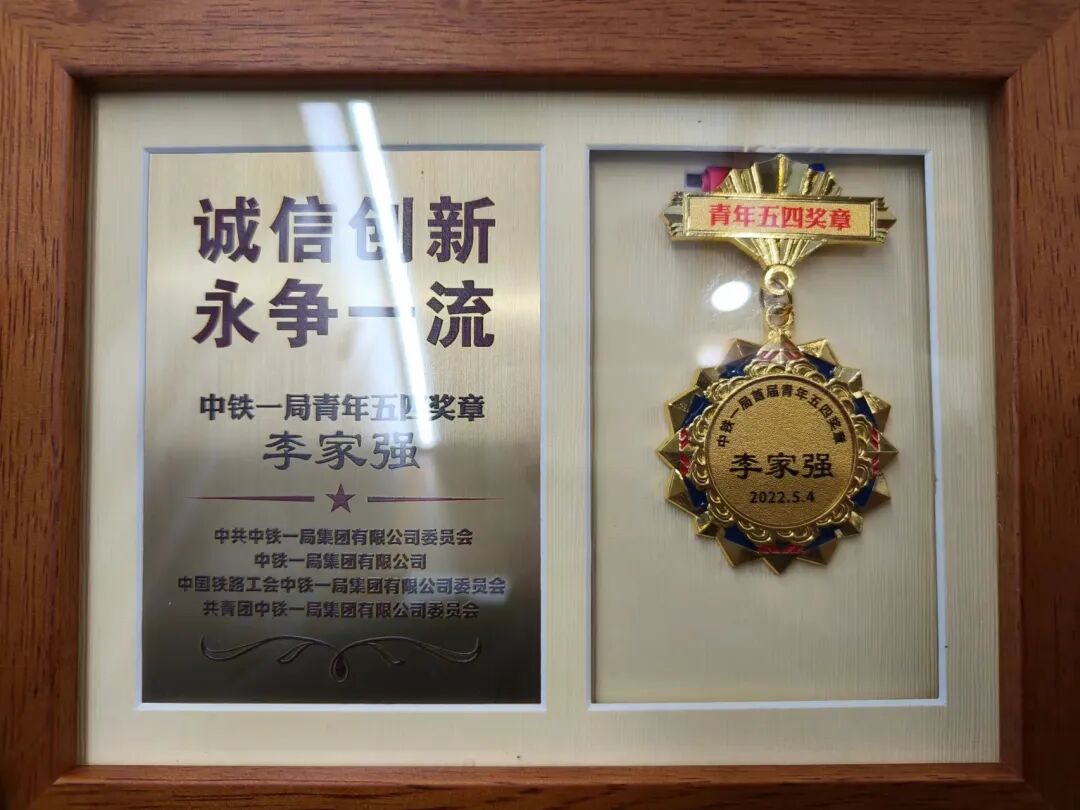 诚信创新
永争一流
中铁一局青年五四奖章
李家强
中共中铁一局集团有限公司委员会
中铁一局集团有限公司
中国铁路工会中铁一局集团有限公司委员会
共青团中铁一局集团有限公司委员会
青年五四奖章
中铁一局首届青年五四奖章
李家强
2022.5.4